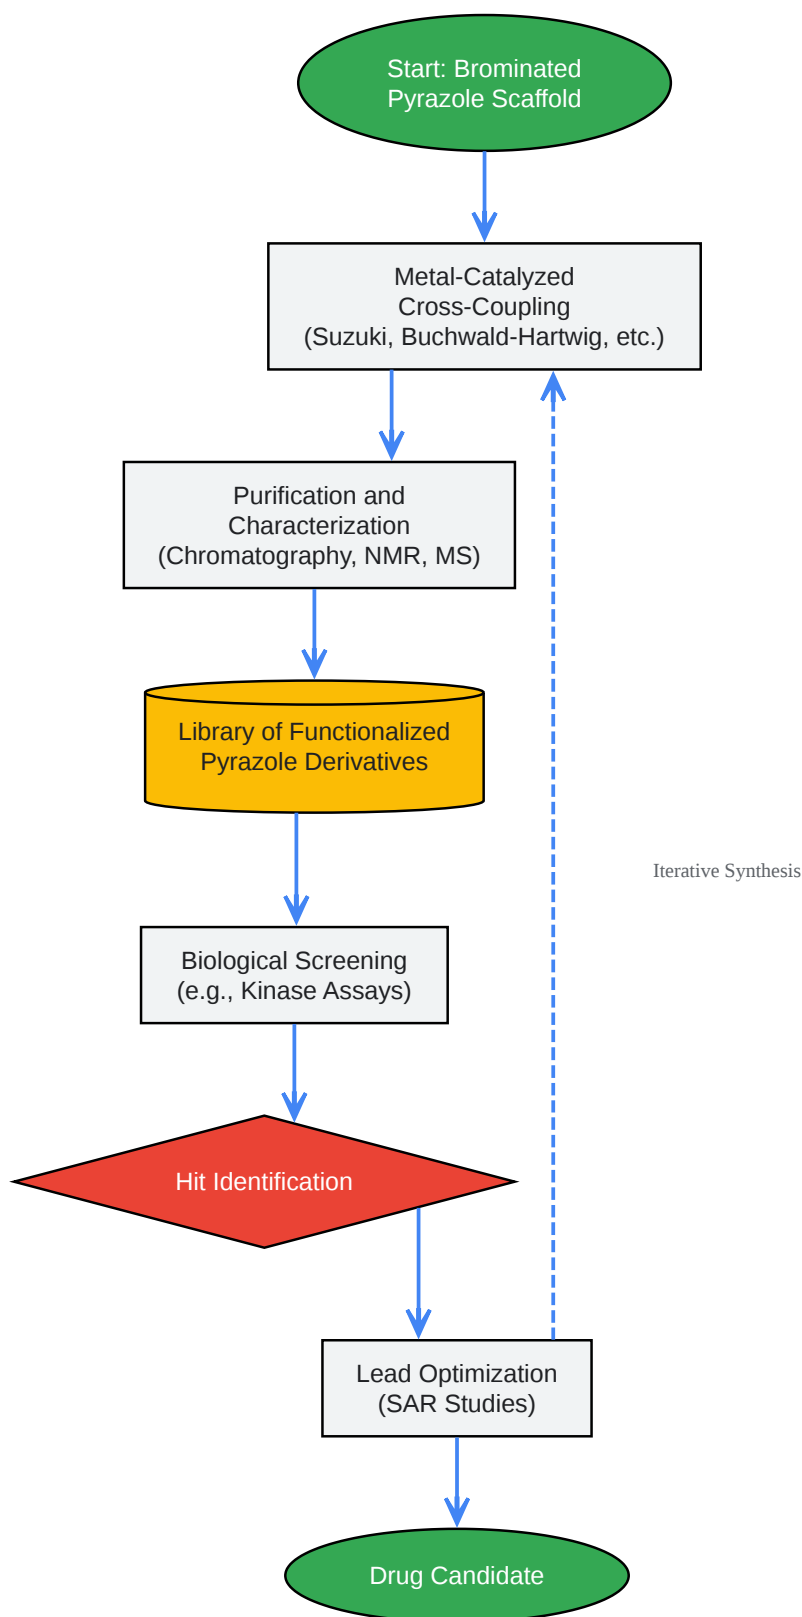 Start: Brominated
Pyrazole Scaffold
Metal-Catalyzed
Cross-Coupling
(Suzuki, Buchwald-Hartwig, etc.)
Purification and
Characterization
(Chromatography, NMR, MS)
Library of Functionalized
Pyrazole Derivatives
Iterative Synthesis
Biological Screening
(e.g., Kinase Assays)
Hit Identification
Lead Optimization
(SAR Studies)
Drug Candidate